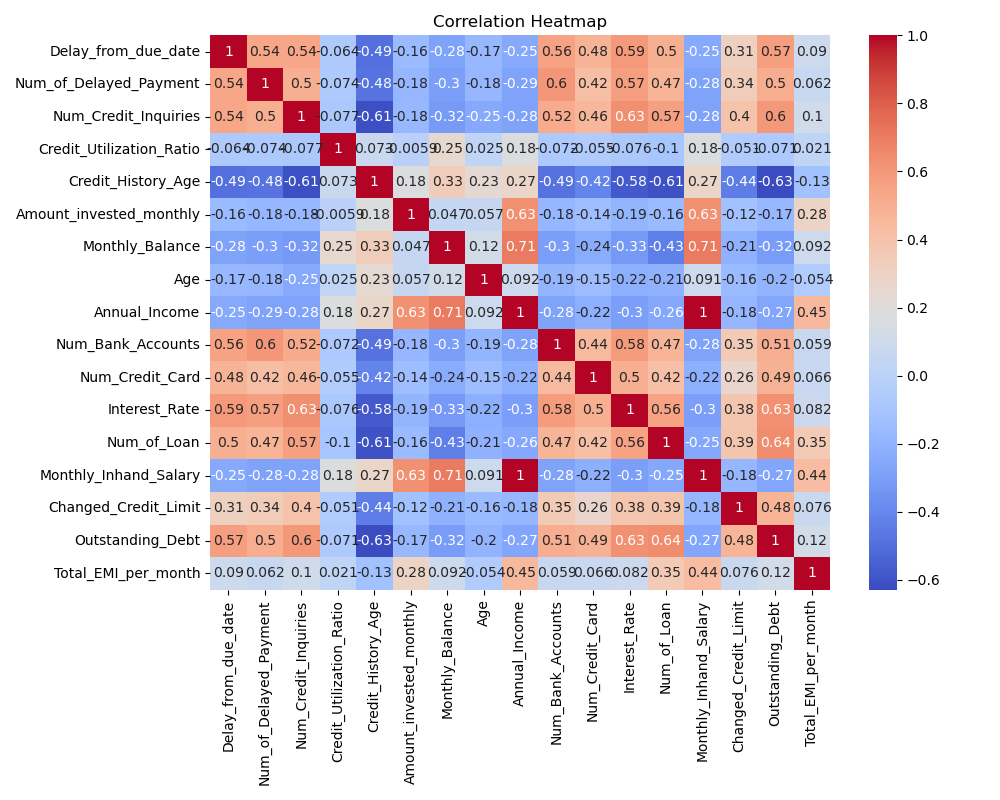 Correlation Heatmap
Delay_from_due_date 1 0.54 0.54 -0.064 -0.49 -0.16 -0.28 -0.17 -0.25 0.56 0.48 0.59 0.5 -0.25 0.31 0.57 0.09
Num_of_Delayed_Payment 0.54 1 0.5 -0.074 -0.48 -0.18 -0.3 -0.18 -0.29 0.6 0.42 0.57 0.47 -0.28 0.34 0.5 0.062
Num_Credit_Inquiries 0.54 0.5 1 -0.077 -0.61 -0.18 -0.32 -0.25 -0.28 0.52 0.46 0.63 0.57 -0.28 0.4 0.6 0.1
Credit_Utilization_Ratio -0.064 -0.074 -0.077 1 0.073 -0.0059 0.25 0.025 0.18 -0.072 -0.055 -0.076 -0.1 0.18 -0.051 -0.071 0.021
Credit_History_Age -0.49 -0.48 -0.61 0.073 1 0.18 0.33 0.23 0.27 -0.49 -0.42 -0.58 -0.61 0.27 -0.44 -0.63 -0.13
Amount_invested_monthly -0.16 -0.18 -0.18 -0.0059 0.18 1 0.047 0.057 0.63 -0.18 -0.14 -0.19 -0.16 0.63 -0.12 -0.17 0.28
Monthly_Balance -0.28 -0.3 -0.32 0.25 0.33 0.047 1 0.12 0.71 -0.3 -0.24 -0.33 -0.43 0.71 -0.21 -0.32 0.092
Age -0.17 -0.18 -0.25 0.025 0.23 0.057 0.12 1 0.092 -0.19 -0.15 -0.22 -0.21 0.091 -0.16 -0.2 -0.054
Annual_Income -0.25 -0.29 -0.28 0.18 0.27 0.63 0.71 0.092 1 -0.28 -0.22 -0.3 -0.26 1 -0.18 -0.27 0.45
Num_Bank_Accounts 0.56 0.6 0.52 -0.072 -0.49 -0.18 -0.3 -0.19 -0.28 1 0.44 0.58 0.47 -0.28 0.35 0.51 0.059
Num_Credit_Card 0.48 0.42 0.46 -0.055 -0.42 -0.14 -0.24 -0.15 -0.22 0.44 1 0.5 0.42 -0.22 0.26 0.49 0.066
Interest_Rate 0.59 0.57 0.63 -0.076 -0.58 -0.19 -0.33 -0.22 -0.3 0.58 0.5 1 0.56 -0.3 0.38 0.63 0.082
Num_of_Loan 0.5 0.47 0.57 -0.1 -0.61 -0.16 -0.43 -0.21 -0.26 0.47 0.42 0.56 1 -0.25 0.39 0.64 0.35
Monthly_Inhand_Salary -0.25 -0.28 -0.28 0.18 0.27 0.63 0.71 0.091 1 -0.28 -0.22 -0.3 -0.25 1 -0.18 -0.27 0.44
Changed_Credit_Limit 0.31 0.34 0.4 -0.051 -0.44 -0.12 -0.21 -0.16 -0.18 0.35 0.26 0.38 0.39 -0.18 1 0.48 0.076
Outstanding_Debt 0.57 0.5 0.6 -0.071 -0.63 -0.17 -0.32 -0.2 -0.27 0.51 0.49 0.63 0.64 -0.27 0.48 1 0.12
Total_EMI_per_month 0.09 0.062 0.1 0.021 -0.13 0.28 0.092 -0.054 0.45 0.059 0.066 0.082 0.35 0.44 0.076 0.12 1
Delay_from_due_date
Num_of_Delayed_Payment
Num_Credit_Inquiries
Credit_Utilization_Ratio
Credit_History_Age
Amount_invested_monthly
Monthly_Balance
Age
Annual_Income
Num_Bank_Accounts
Num_Credit_Card
Interest_Rate
Num_of_Loan
Monthly_Inhand_Salary
Changed_Credit_Limit
Outstanding_Debt
Total_EMI_per_month
1.0
0.8
0.6
0.4
0.2
0.0
−0.2
−0.4
−0.6